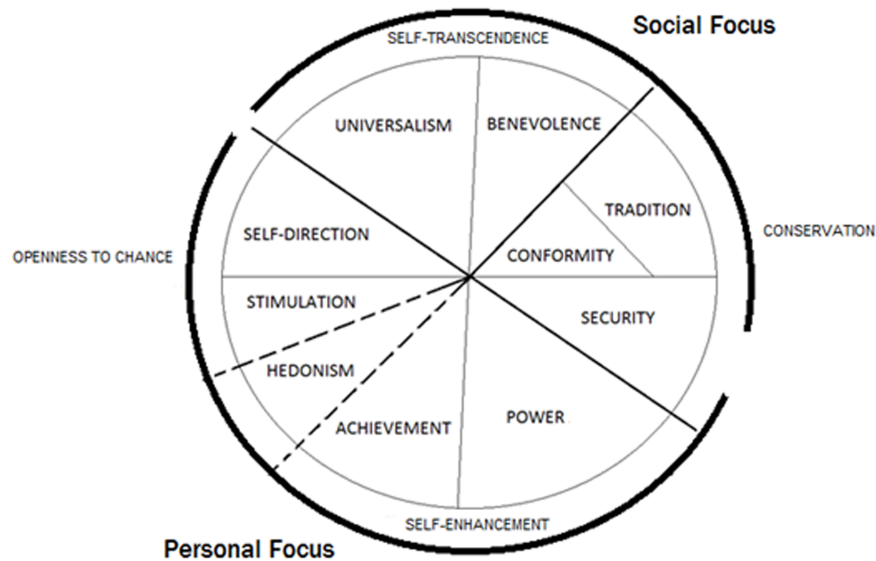 Social Focus
SELF-TRANSCENDENCE
UNIVERSALISM
BENEVOLENCE
TRADITION
SELF-DIRECTION
CONSERVATION
CONFORMITY
OPENNESS TO CHANCE
STIMULATION
SECURITY
HEDONISM
POWER
ACHIEVEMENT
SELF-ENHANCEMENT
Personal Focus